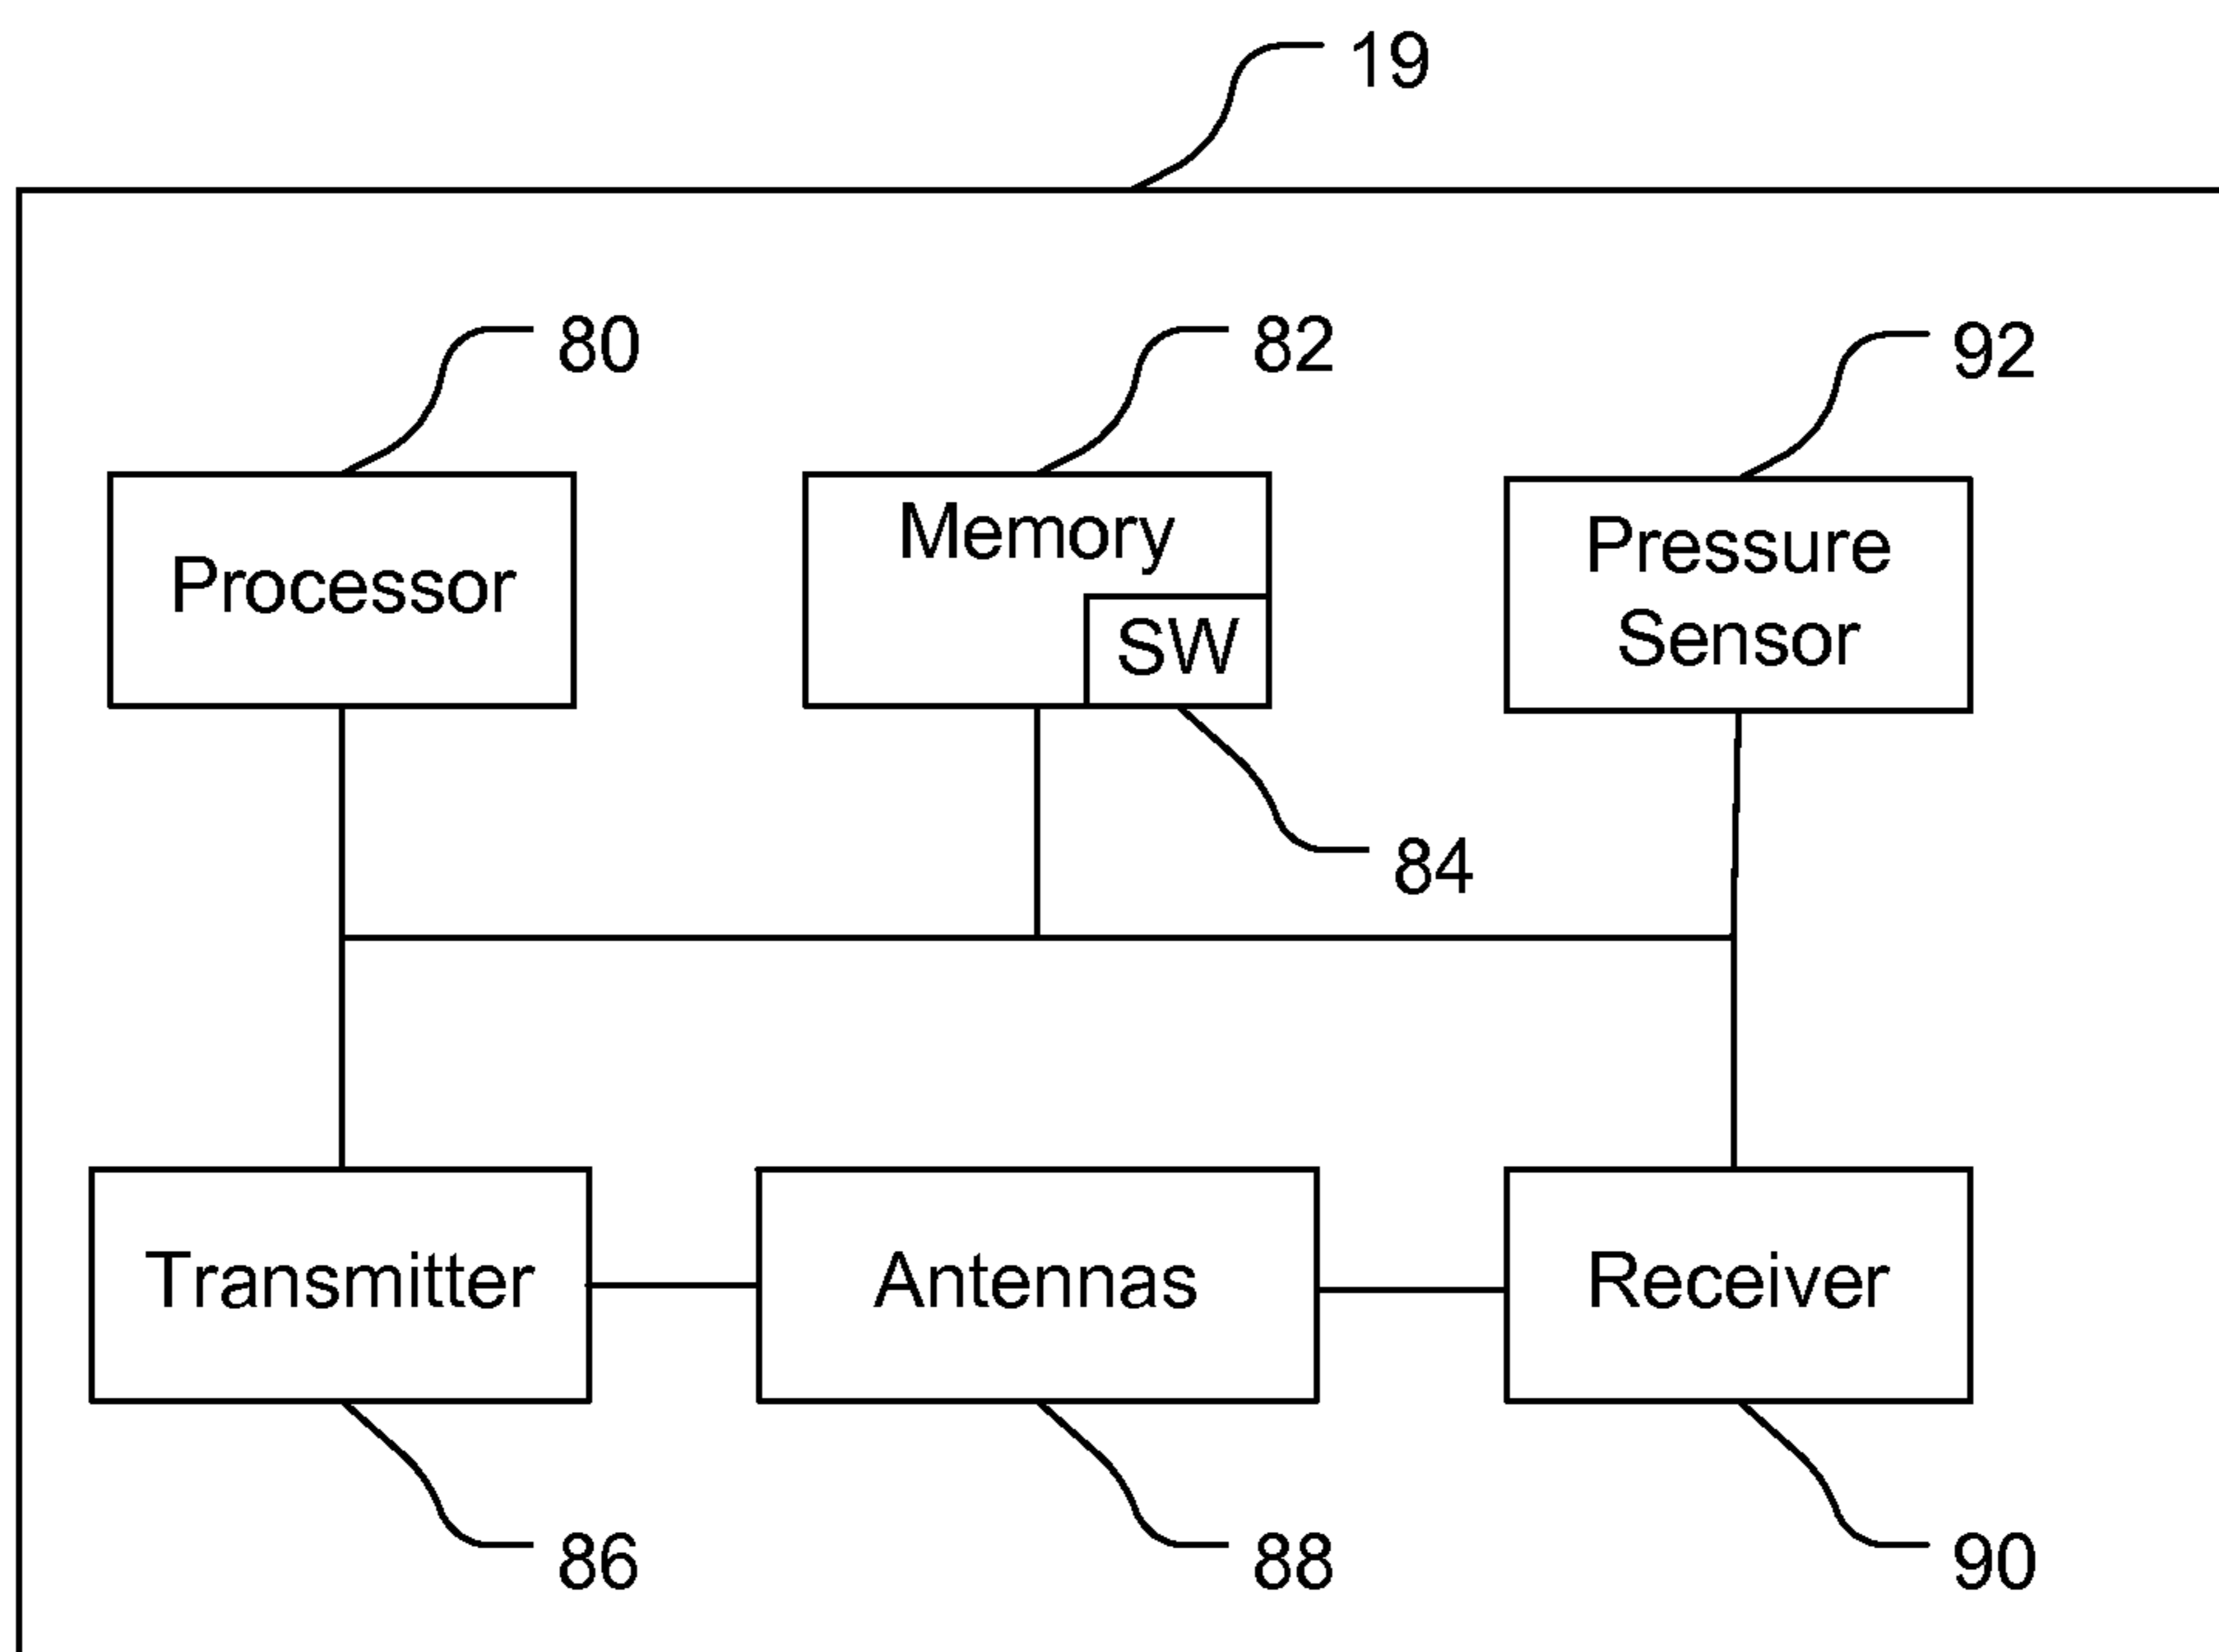 19
80
82
92
Processor
Memory
SW
Pressure
Sensor
84
Transmitter
Antennas
Receiver
86
88
90